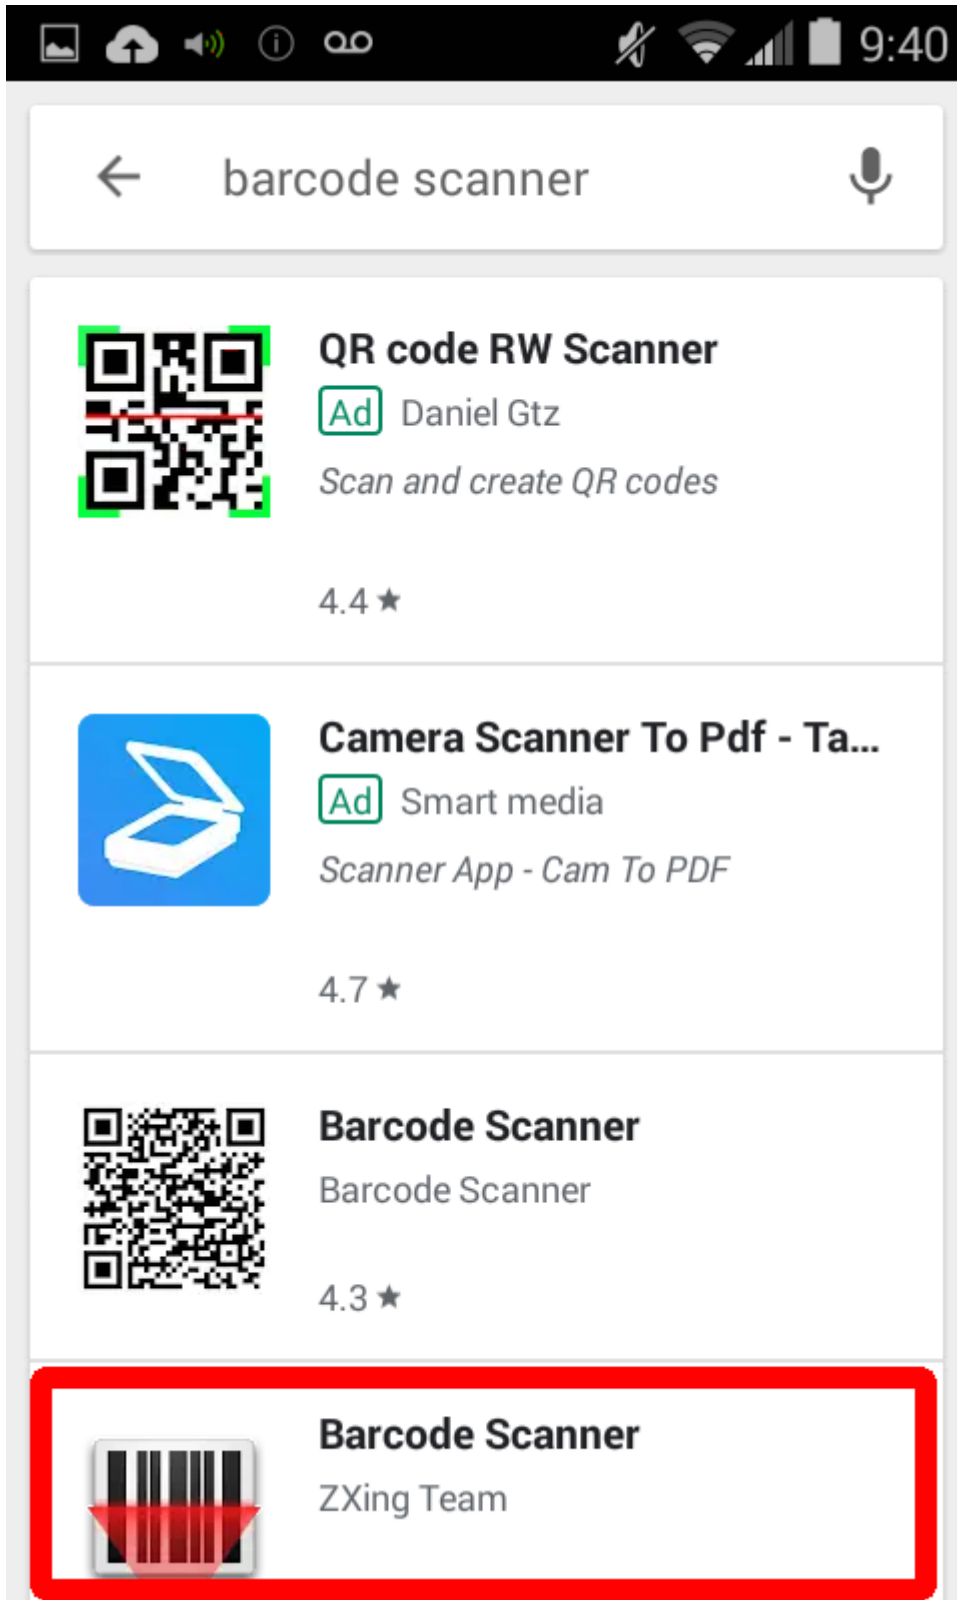 9:40
barcode scanner
QR code RW Scanner
Ad Daniel Gtz
Scan and create QR codes
4.4 ★
Camera Scanner To Pdf - Ta...
Ad Smart media
Scanner App - Cam To PDF
4.7 ★
Barcode Scanner
Barcode Scanner
4.3 ★
Barcode Scanner
ZXing Team